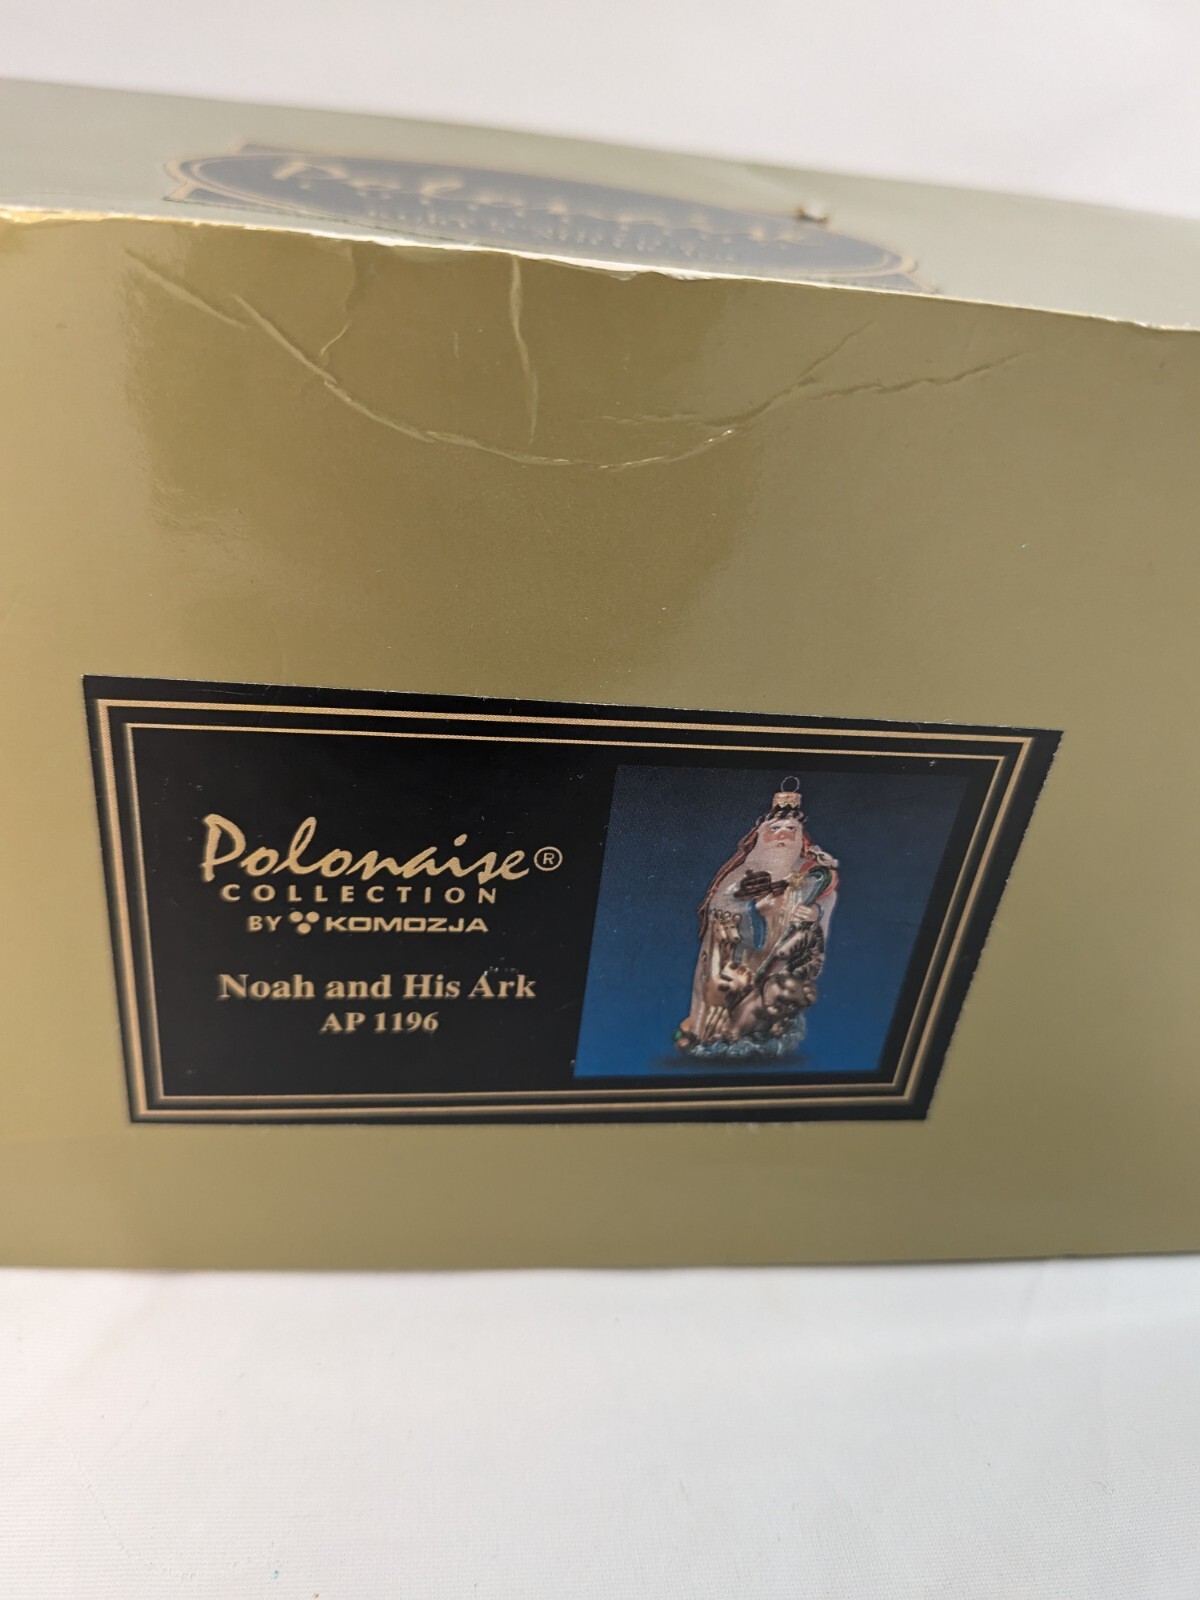 Polonaise
Polonaise®
COLLECTION
BY KOMOZJA
Noah and His Ark
AP 1196